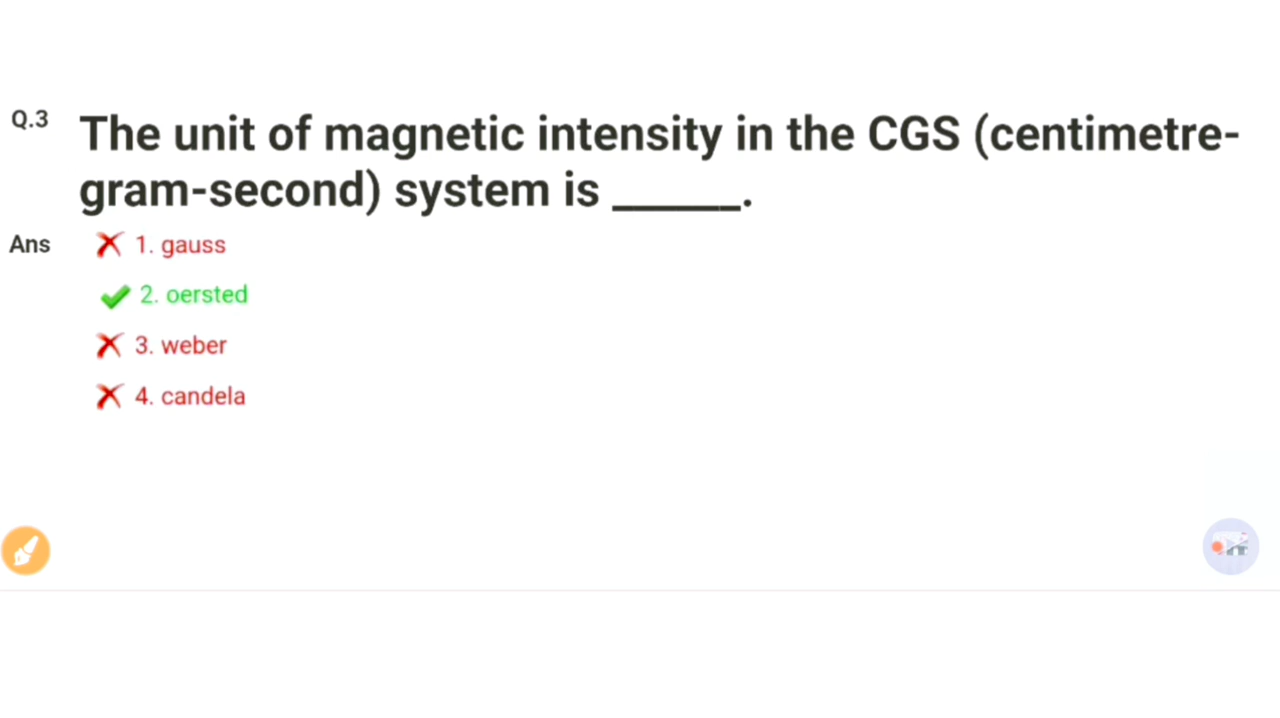 Q.3 The unit of magnetic intensity in the CGS (centimetre-
gram-second) system is ______.
Ans 1. gauss
2. oersted
3. weber
4. candela